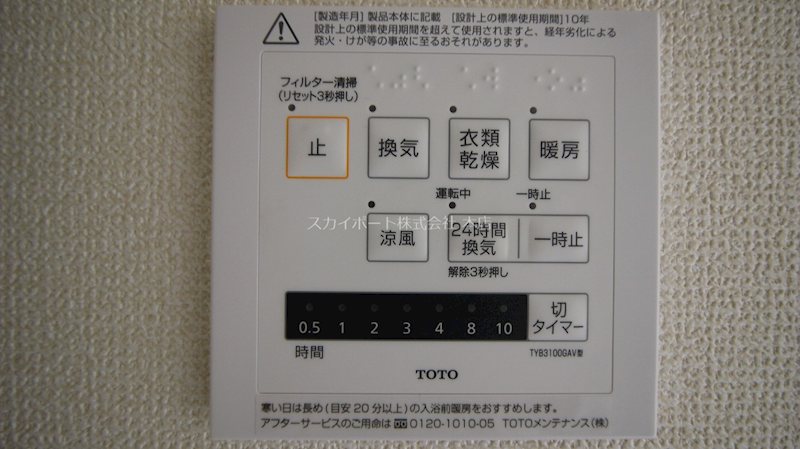 [製造年月] 製品本体に記載 [設計上の標準使用期間]10年
設計上の標準使用期間を超えて使用されますと、経年劣化による
発火・けが等の事故に至るおそれがあります。
フィルター清掃
(リセット3秒押し)
止
換気
衣類
乾燥
暖房
運転中
一時止
スカイポート株式会社 本店
涼風
24時間
換気
一時止
解除3秒押し
0.5 1 2 3 4 8 10
切
タイマー
時間
TYB3100GAV型
TOTO
寒い日は長め(目安20分以上)の入浴前暖房をおすすめします。
アフターサービスのご用命は 0120-1010-05 TOTOメンテナンス(株)